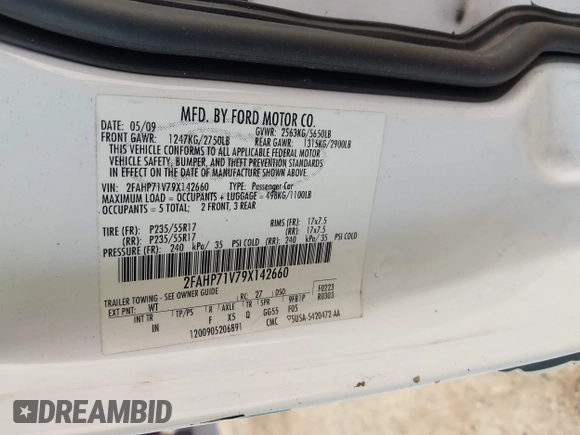 MFD. BY FORD MOTOR CO.
DATE: 05/09 GVWR: 2563KG/5650LB
FRONT GAWR: 1247KG/2750LB REAR GAWR: 1315KG/2900LB
THIS VEHICLE CONFORMS TO ALL APPLICABLE FEDERAL MOTOR
VEHICLE SAFETY, BUMPER, AND THEFT PREVENTION STANDARDS
IN EFFECT ON THE DATE OF MANUFACTURE SHOWN ABOVE.
VIN: 2FAHP71V79X142660 TYPE: Passenger Car
MAXIMUM LOAD = OCCUPANTS + LUGGAGE = 498KG/1100LB
OCCUPANTS = 5 TOTAL: 2 FRONT, 3 REAR
TIRE (FR): P235/55R17 RIMS (FR): 17x7.5
(RR): P235/55R17 (RR): 17x7.5
PRESSURE (FR): 240 kPa/ 35 PSI COLD (RR): 240 kPa/ 35 PSI COLD
2FAHP71V79X142660
TRAILER TOWING - SEE OWNER GUIDE RC: 27 DSO: F0223
EXT PNT: WT 9FB1P R0303
INT TR TP/PS R AXLE TR SPR F05
IN F X5 Q GG55
1200905206891 CMC 5U5A-5420472-AA
DREAMBID